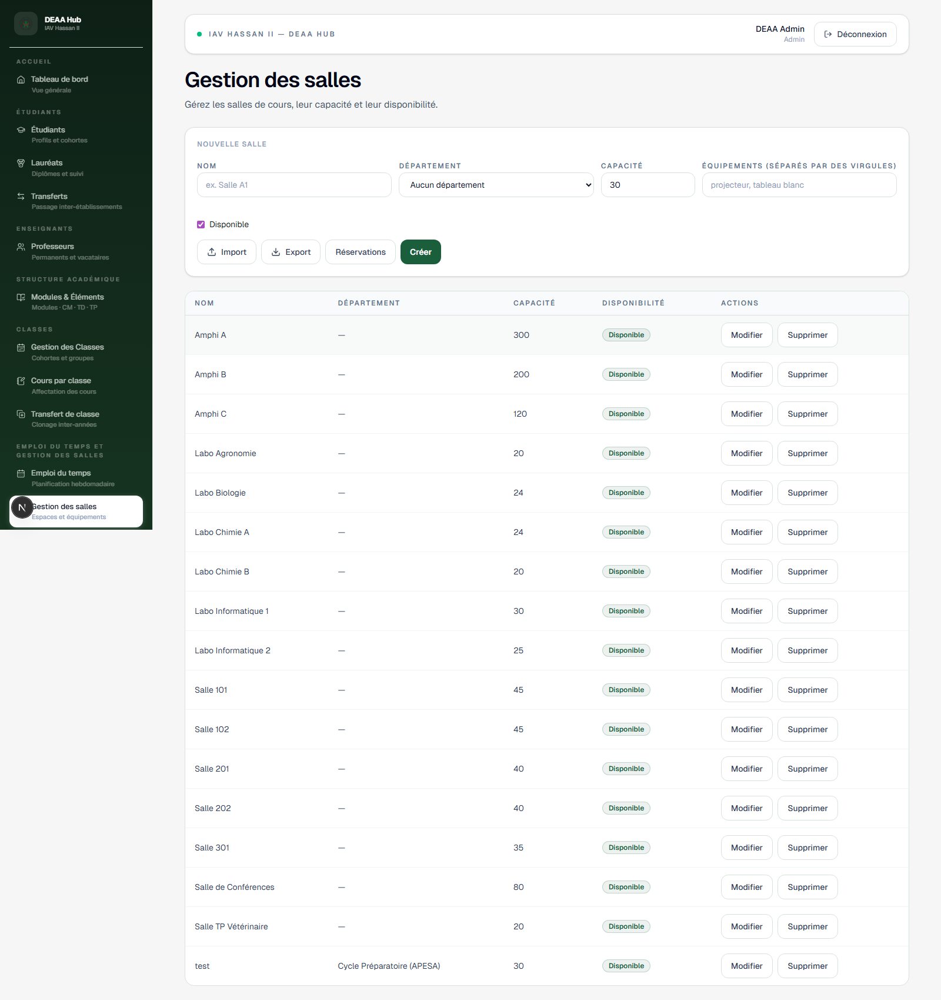 DEAA Hub
IAV Hassan II
ACCUEIL
Tableau de bord
Vue générale
ÉTUDIANTS
Étudiants
Profils et cohortes
Lauréats
Diplômes et suivi
Transferts
Passage inter-établissements
ENSEIGNANTS
Professeurs
Permanents et vacataires
STRUCTURE ACADÉMIQUE
Modules & Éléments
Modules · CM · TD · TP
CLASSES
Gestion des Classes
Cohortes et groupes
Cours par classe
Affectation des cours
Transfert de classe
Clonage inter-années
EMPLOI DU TEMPS ET
GESTION DES SALLES
Emploi du temps
Planification hebdomadaire
N
Gestion des salles
Espaces et équipements
IAV HASSAN II — DEAA HUB
DEAA Admin
Admin
Déconnexion
Gestion des salles
Gérez les salles de cours, leur capacité et leur disponibilité.
NOUVELLE SALLE
NOM DÉPARTEMENT CAPACITÉ ÉQUIPEMENTS (SÉPARÉS PAR DES VIRGULES)
ex. Salle A1 Aucun département 30 projecteur, tableau blanc
Disponible
Import Export Réservations Créer
NOM DÉPARTEMENT CAPACITÉ DISPONIBILITÉ ACTIONS
Amphi A — 300 Disponible Modifier Supprimer
Amphi B — 200 Disponible Modifier Supprimer
Amphi C — 120 Disponible Modifier Supprimer
Labo Agronomie — 20 Disponible Modifier Supprimer
Labo Biologie — 24 Disponible Modifier Supprimer
Labo Chimie A — 24 Disponible Modifier Supprimer
Labo Chimie B — 20 Disponible Modifier Supprimer
Labo Informatique 1 — 30 Disponible Modifier Supprimer
Labo Informatique 2 — 25 Disponible Modifier Supprimer
Salle 101 — 45 Disponible Modifier Supprimer
Salle 102 — 45 Disponible Modifier Supprimer
Salle 201 — 40 Disponible Modifier Supprimer
Salle 202 — 40 Disponible Modifier Supprimer
Salle 301 — 35 Disponible Modifier Supprimer
Salle de Conférences — 80 Disponible Modifier Supprimer
Salle TP Vétérinaire — 20 Disponible Modifier Supprimer
test Cycle Préparatoire (APESA) 30 Disponible Modifier Supprimer